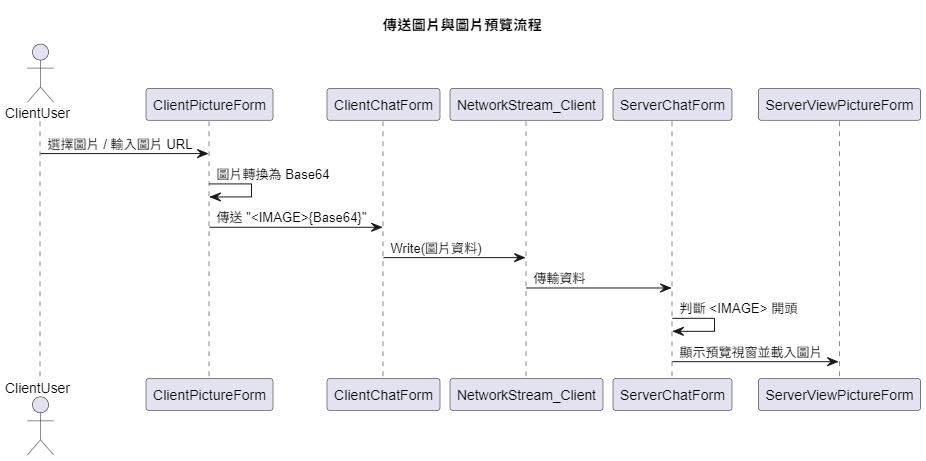 傳送圖片與圖片預覽流程
ClientUser
ClientPictureForm
ClientChatForm
NetworkStream_Client
ServerChatForm
ServerViewPictureForm
選擇圖片 / 輸入圖片 URL
圖片轉換為 Base64
傳送 "<IMAGE>{Base64}"
Write(圖片資料)
傳輸資料
判斷 <IMAGE> 開頭
顯示預覽視窗並載入圖片
ClientUser
ClientPictureForm
ClientChatForm
NetworkStream_Client
ServerChatForm
ServerViewPictureForm